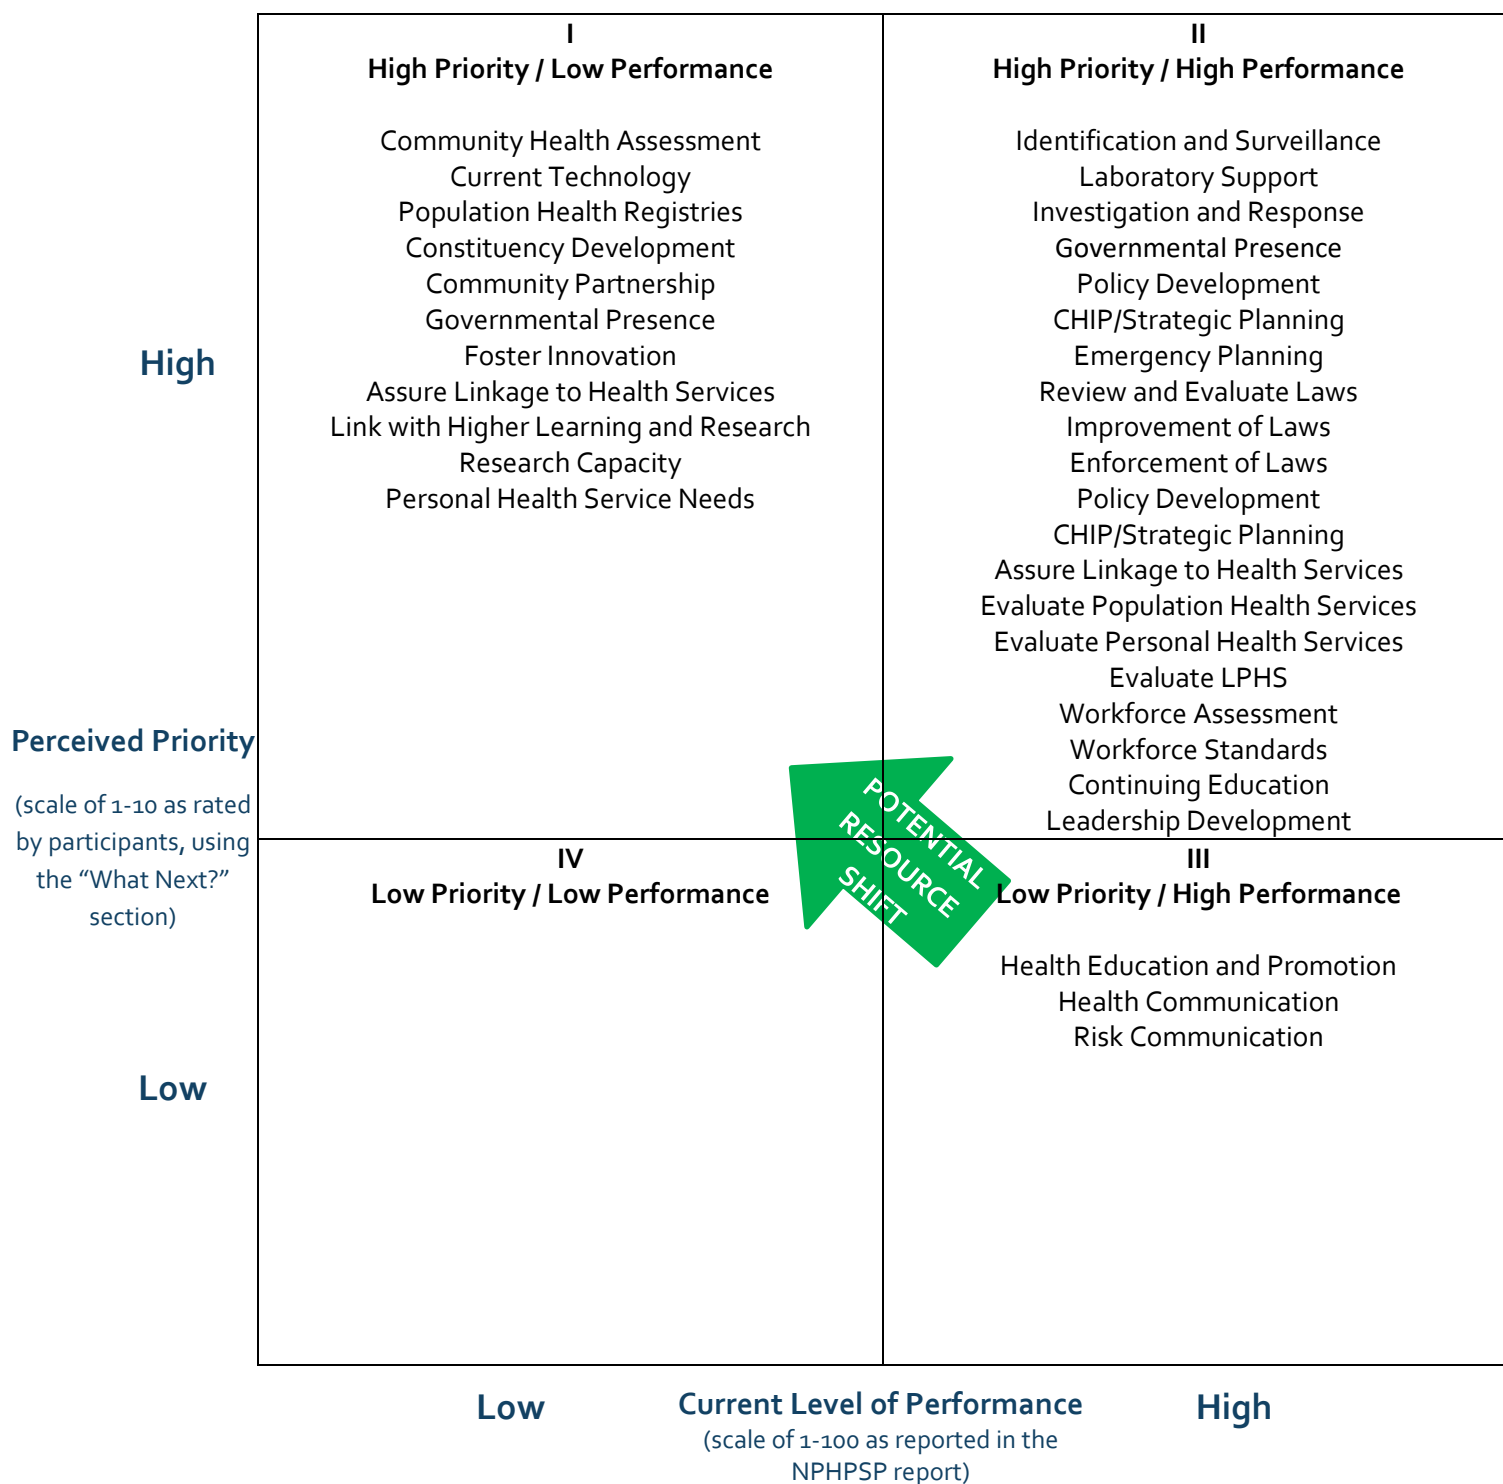 I
High Priority / Low Performance
Community Health Assessment
Current Technology
Population Health Registries
Constituency Development
Community Partnership
Governmental Presence
Foster Innovation
Assure Linkage to Health Services
Link with Higher Learning and Research
Research Capacity
Personal Health Service Needs
II
High Priority / High Performance
Identification and Surveillance
Laboratory Support
Investigation and Response
Governmental Presence
Policy Development
CHIP/Strategic Planning
Emergency Planning
Review and Evaluate Laws
Improvement of Laws
Enforcement of Laws
Policy Development
CHIP/Strategic Planning
Assure Linkage to Health Services
Evaluate Population Health Services
Evaluate Personal Health Services
Evaluate LPHS
Workforce Assessment
Workforce Standards
Continuing Education
Leadership Development
High
Perceived Priority
(scale of 1-10 as rated
by participants, using
the “What Next?”
section)
POTENTIAL
RESOURCE
SHIFT
IV
Low Priority / Low Performance
III
Low Priority / High Performance
Health Education and Promotion
Health Communication
Risk Communication
Low
Low
Current Level of Performance
(scale of 1-100 as reported in the
NPHPSP report)
High